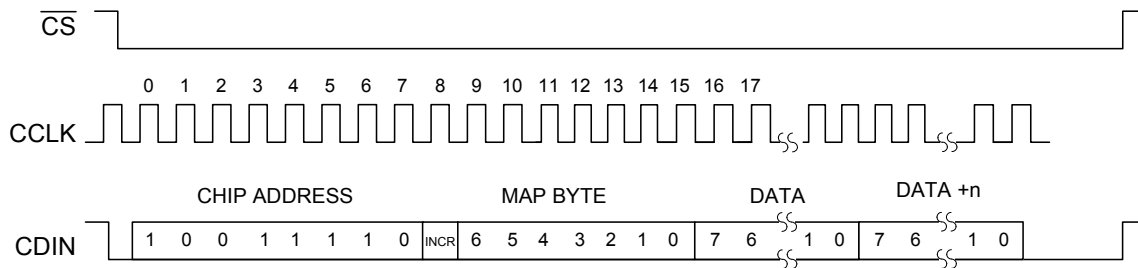 CS
0 1 2 3 4 5 6 7 8 9 10 11 12 13 14 15 16 17
CCLK
CHIP ADDRESS MAP BYTE DATA DATA +n
CDIN 1 0 0 1 1 1 1 0 INCR 6 5 4 3 2 1 0 7 6 1 0 7 6 1 0